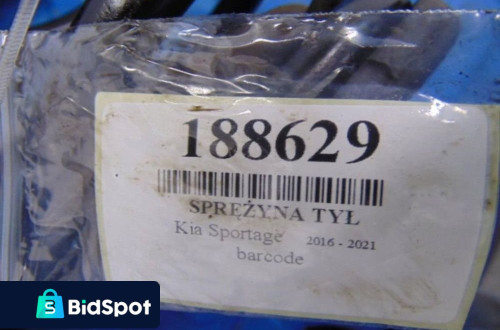 188629
SPRĘŻYNA TYŁ
Kia Sportage 2016 - 2021
barcode
S
BidSpot